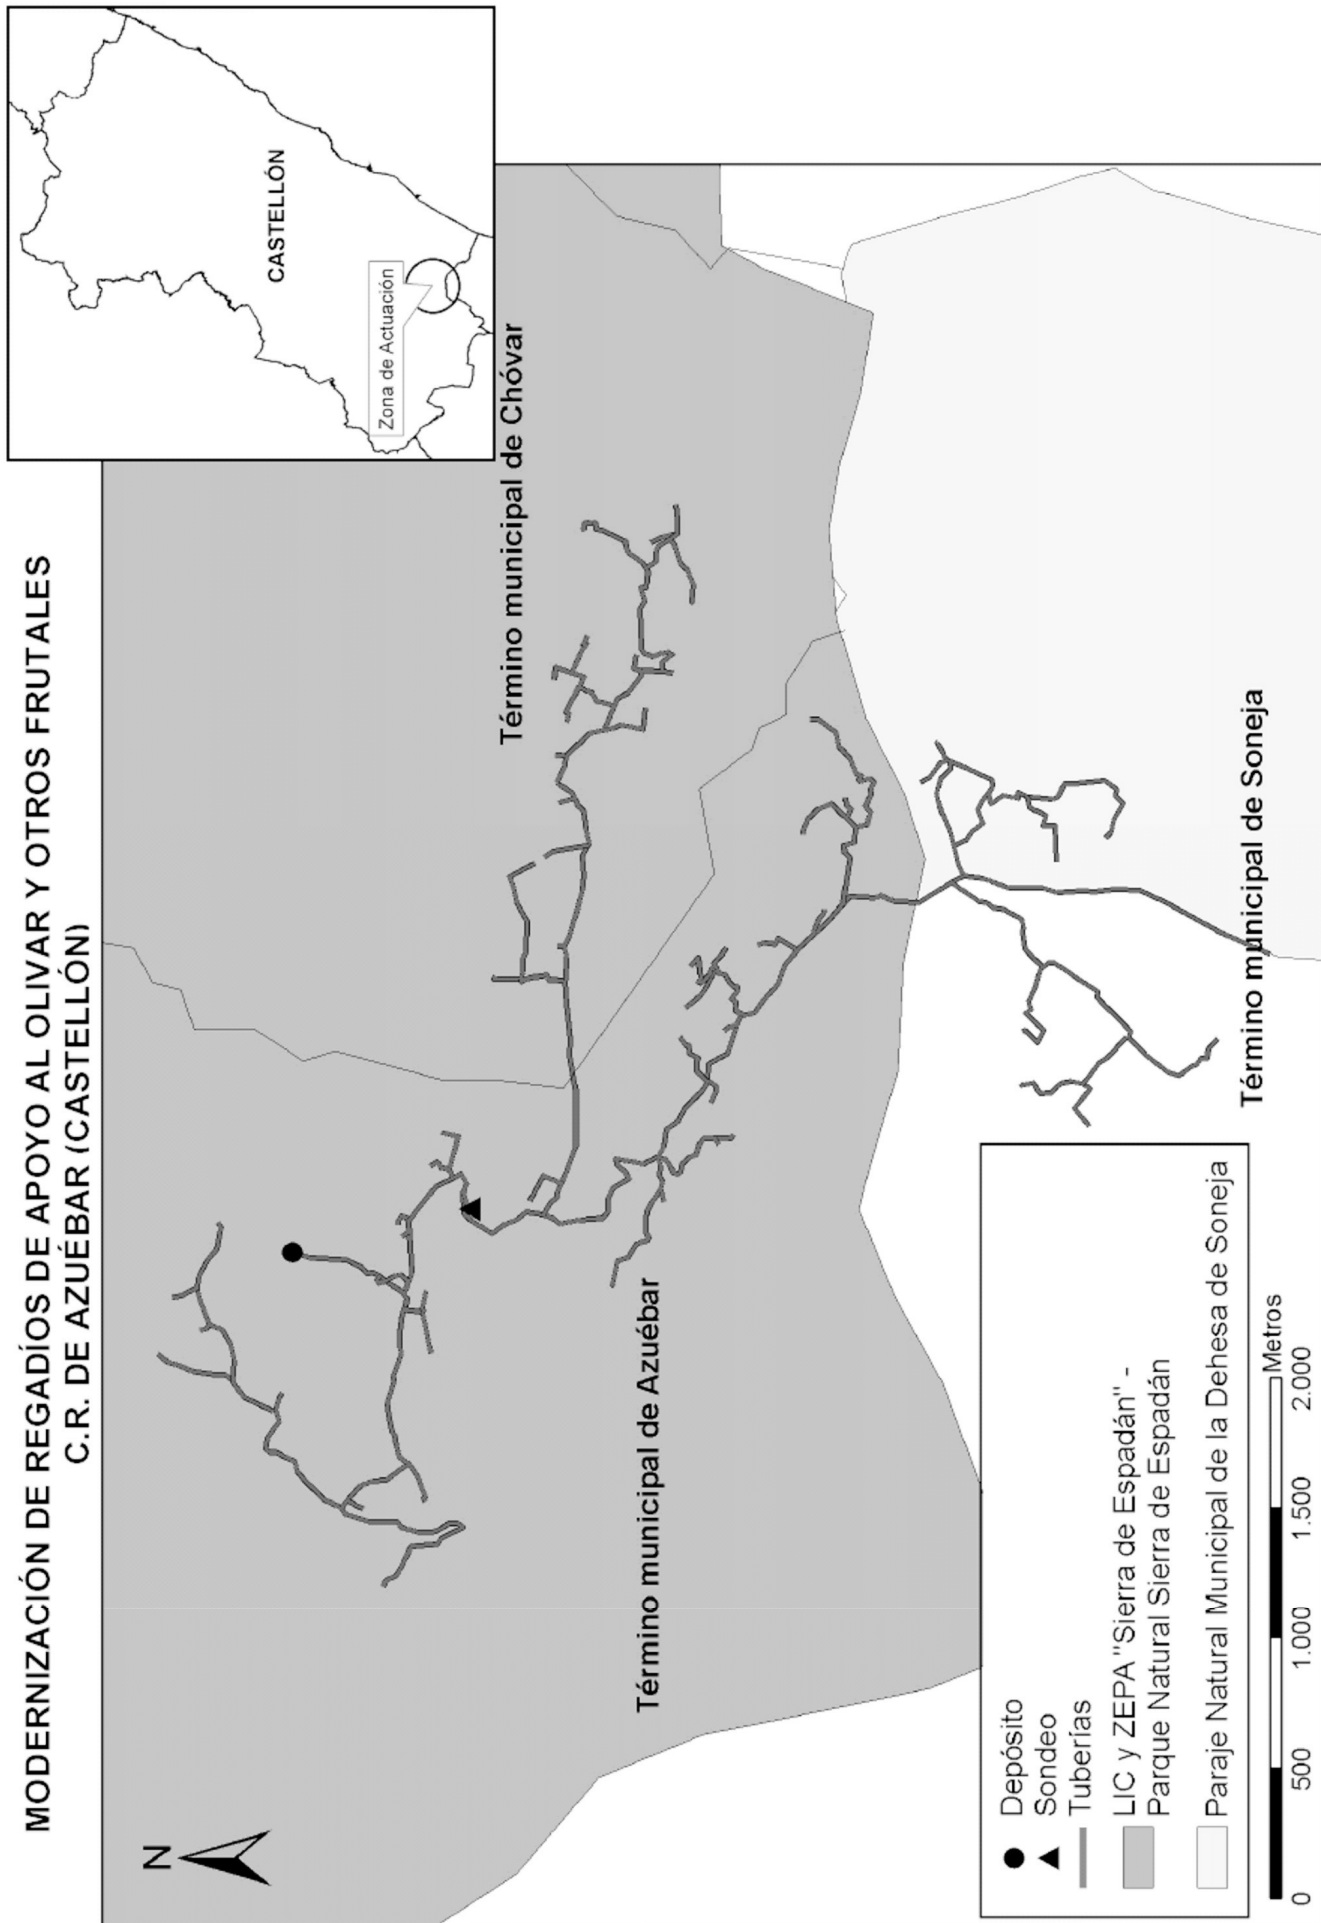 MODERNIZACIÓN DE REGADÍOS DE APOYO AL OLIVAR Y OTROS FRUTALES
C.R. DE AZUÉBAR (CASTELLÓN)
N
CASTELLÓN
Zona de Actuación
Término municipal de Chóvar
Término municipal de Azuébar
Término municipal de Soneja
Depósito
Sondeo
Tuberías
LIC y ZEPA "Sierra de Espadán" -
Parque Natural Sierra de Espadán
Paraje Natural Municipal de la Dehesa de Soneja
Metros
0 500 1.000 1.500 2.000